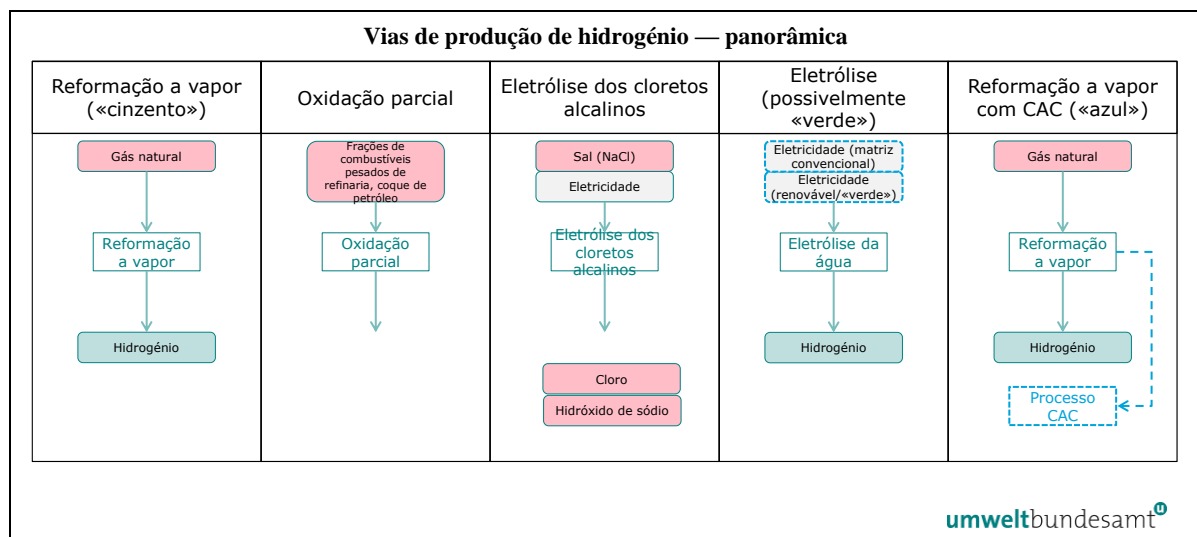 Vias de produção de hidrogénio — panorâmica
Reformação a vapor
(«cinzento»)
Gás natural
Reformação
a vapor
Hidrogénio
Oxidação parcial
Frações de
combustíveis
pesados de
refinaria, coque de
petróleo
Oxidação
parcial
Eletrólise dos cloretos
alcalinos
Sal (NaCl)
Eletricidade
Eletrólise dos
cloretos
alcalinos
Cloro
Hidróxido de sódio
Eletrólise
(possivelmente
«verde»)
Eletricidade (matriz
convencional)
Eletricidade
(renovável/«verde»)
Eletrólise da
água
Hidrogénio
Reformação a vapor
com CAC («azul»)
Gás natural
Reformação
a vapor
Hidrogénio
Processo
CAC
umweltbundesamt u